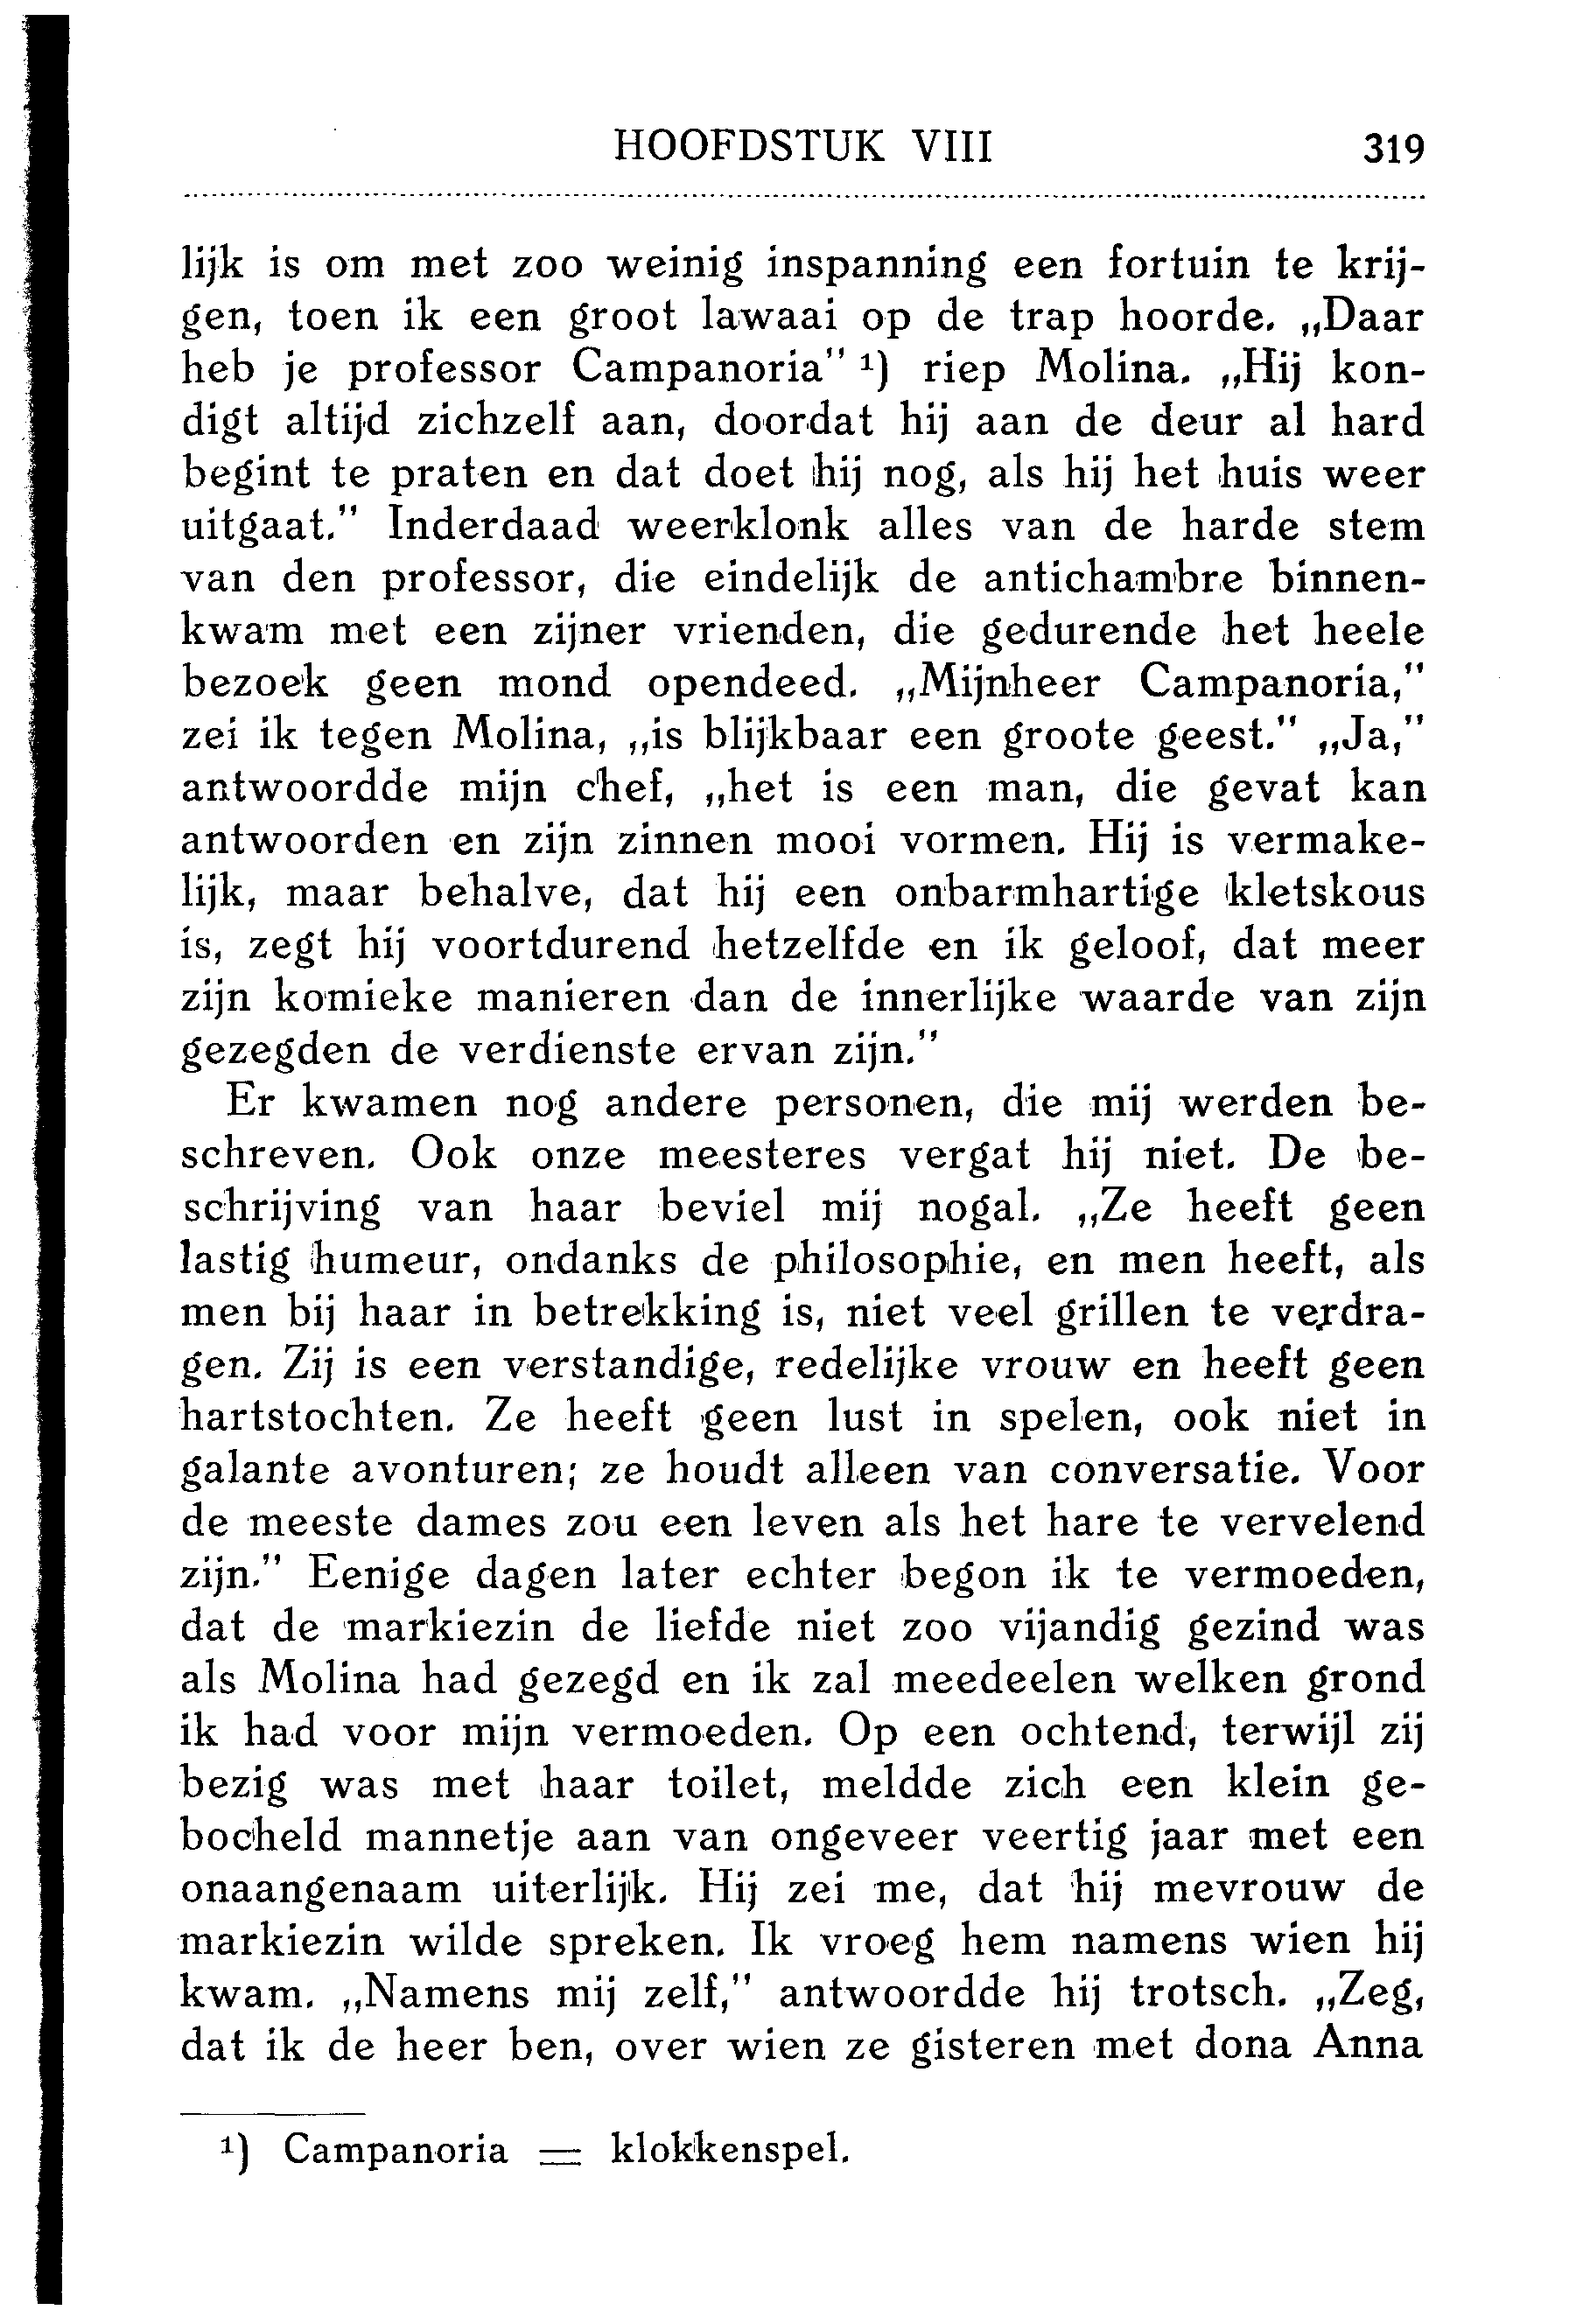 HOOFDSTUK VIII 319
lijk is om met zoo weinig inspanning een fortuin te krij-
gen, toen ik een groot lawaai op de trap hoorde. „Daar
heb je professor Campanoria” ¹) riep Molina. „Hij kon-
digt altijd zichzelf aan, doordat hij aan de deur al hard
begint te praten en dat doet hij nog, als hij het huis weer
uitgaat.” Inderdaad weerklonk alles van de harde stem
van den professor, die eindelijk de antichambre binnen-
kwam met een zijner vrienden, die gedurende het heele
bezoek geen mond opendeed. „Mijnheer Campanoria,”
zei ik tegen Molina, „is blijkbaar een groote geest.” „Ja,”
antwoordde mijn chef, „het is een man, die gevat kan
antwoorden en zijn zinnen mooi vormen. Hij is vermake-
lijk, maar behalve, dat hij een onbarmhartige kletskous
is, zegt hij voortdurend hetzelfde en ik geloof, dat meer
zijn komieke manieren dan de innerlijke waarde van zijn
gezegden de verdienste ervan zijn.”
Er kwamen nog andere personen, die mij werden be-
schreven. Ook onze meesteres vergat hij niet. De be-
schrijving van haar beviel mij nogal. „Ze heeft geen
lastig humeur, ondanks de philosophie, en men heeft, als
men bij haar in betrekking is, niet veel grillen te verdra-
gen. Zij is een verstandige, redelijke vrouw en heeft geen
hartstochten. Ze heeft geen lust in spelen, ook niet in
galante avonturen; ze houdt alleen van conversatie. Voor
de meeste dames zou een leven als het hare te vervelend
zijn.” Eenige dagen later echter begon ik te vermoeden,
dat de markiezin de liefde niet zoo vijandig gezind was
als Molina had gezegd en ik zal meedeelen welken grond
ik had voor mijn vermoeden. Op een ochtend, terwijl zij
bezig was met haar toilet, meldde zich een klein ge-
bocheld mannetje aan van ongeveer veertig jaar met een
onaangenaam uiterlijk. Hij zei me, dat hij mevrouw de
markiezin wilde spreken. Ik vroeg hem namens wien hij
kwam. „Namens mij zelf,” antwoordde hij trotsch. „Zeg,
dat ik de heer ben, over wien ze gisteren met dona Anna
¹) Campanoria = klokkenspel.